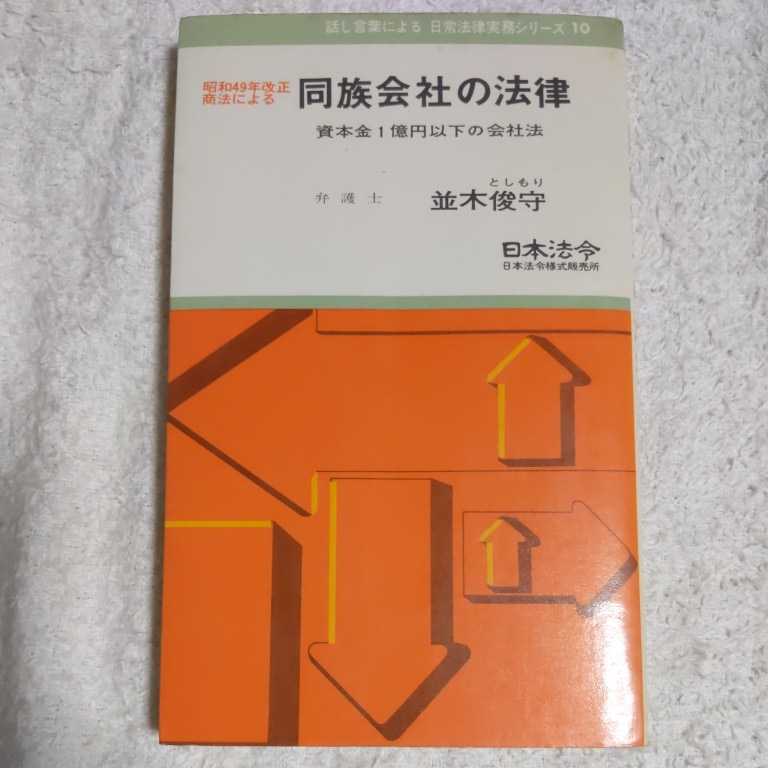 話し言葉による 日常法律実務シリーズ 10
昭和49年改正
商法による
同族会社の法律
資本金1億円以下の会社法
としもり
弁護士 並木俊守
日本法令
日本法令様式販売所